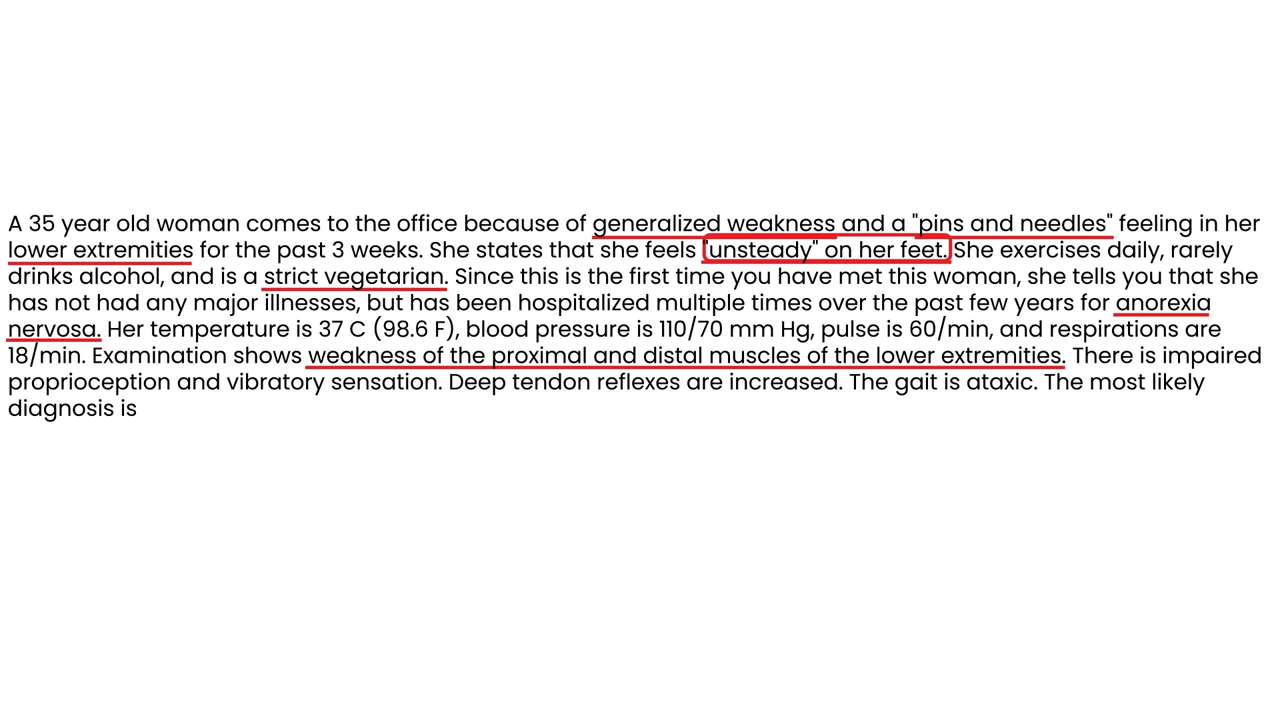 A 35 year old woman comes to the office because of generalized weakness and a "pins and needles" feeling in her
lower extremities for the past 3 weeks. She states that she feels "unsteady" on her feet. She exercises daily, rarely
drinks alcohol, and is a strict vegetarian. Since this is the first time you have met this woman, she tells you that she
has not had any major illnesses, but has been hospitalized multiple times over the past few years for anorexia
nervosa. Her temperature is 37 C (98.6 F), blood pressure is 110/70 mm Hg, pulse is 60/min, and respirations are
18/min. Examination shows weakness of the proximal and distal muscles of the lower extremities. There is impaired
proprioception and vibratory sensation. Deep tendon reflexes are increased. The gait is ataxic. The most likely
diagnosis is